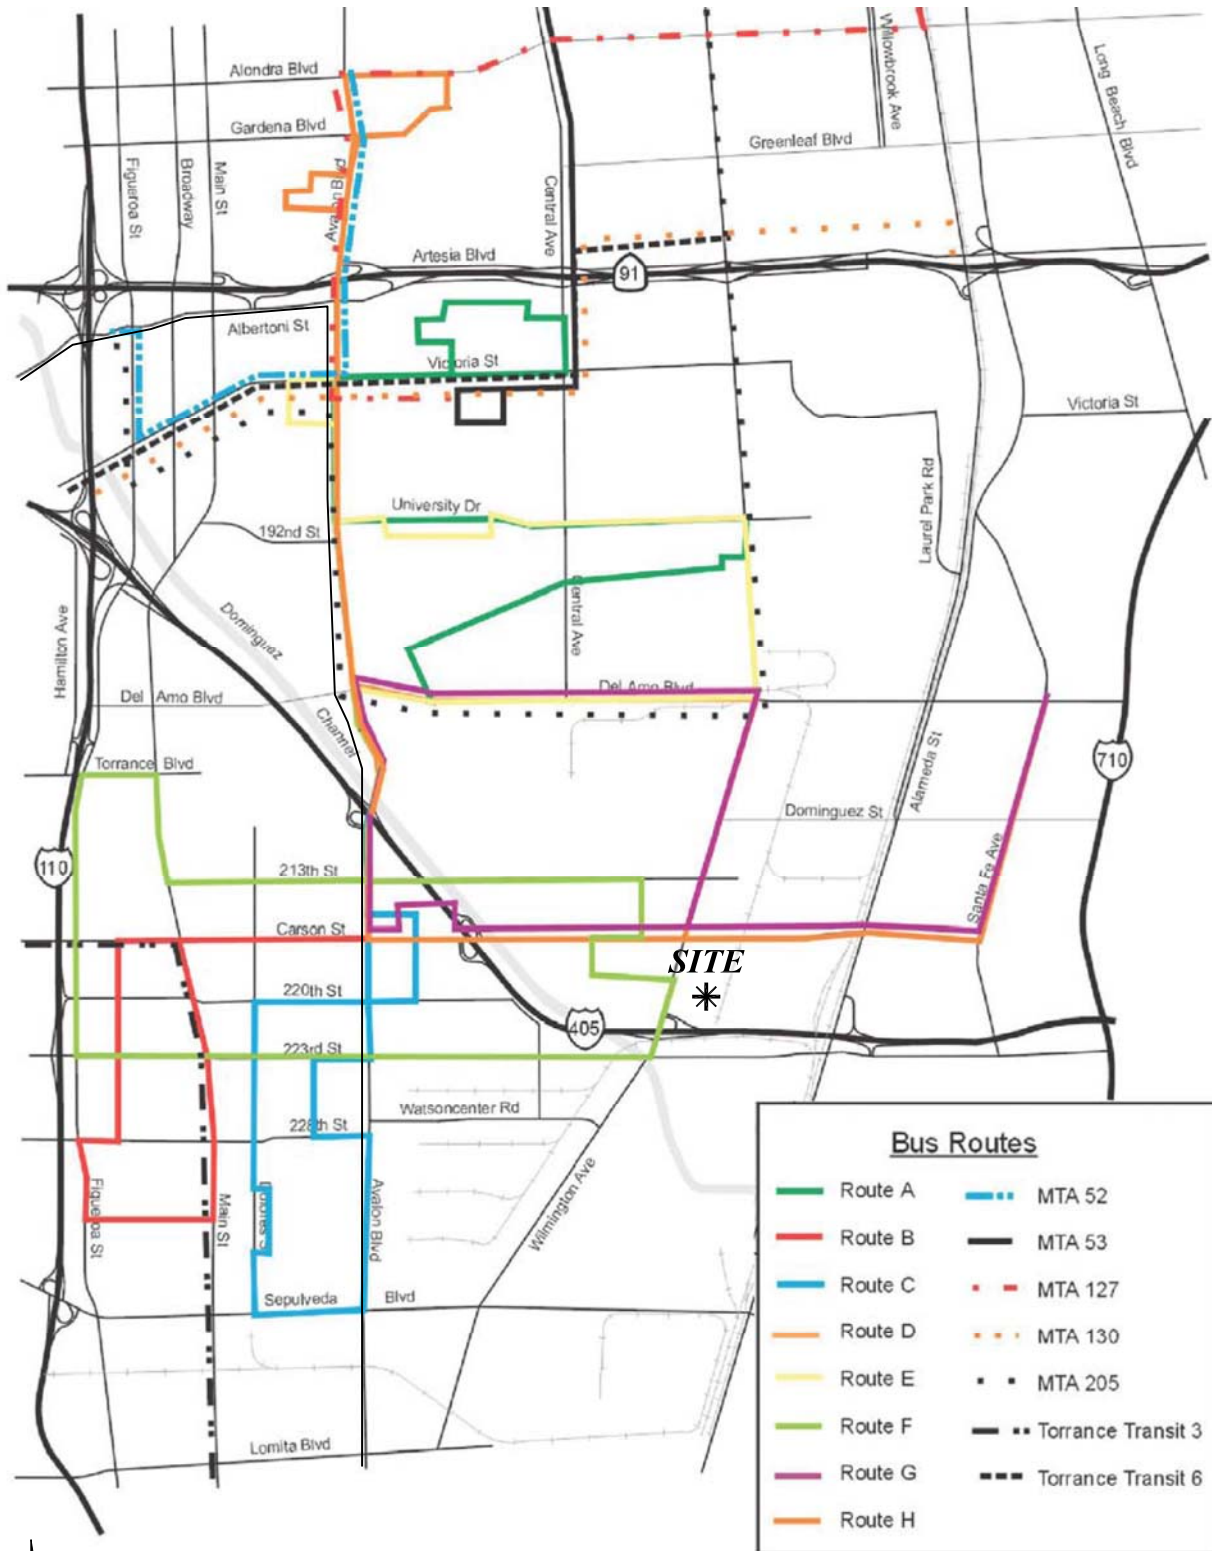 Willowbrook Ave
Long Beach Blvd
Alondra Blvd
Gardena Blvd
Greenleaf Blvd
Figueroa St
Broadway
Main St
Avalon Blvd
Central Ave
Artesia Blvd
91
Albertoni St
Victoria St
Victoria St
Laurel Park Rd
University Dr
192nd St
Central Ave
Hamilton Ave
Dominguez
Channel
Del Amo Blvd
Del Amo Blvd
Torrance Blvd
Alameda St
710
Dominguez St
110
213th St
Santa Fe Ave
Carson St
SITE
220th St
405
223rd St
Watsoncenter Rd
228th St
Figueroa St
Main St
Dolores St
Avalon Blvd
Wilmington Ave
Sepulveda Blvd
Lomita Blvd
Bus Routes
Route A
MTA 52
Route B
MTA 53
Route C
MTA 127
Route D
MTA 130
Route E
MTA 205
Route F
Torrance Transit 3
Route G
Torrance Transit 6
Route H